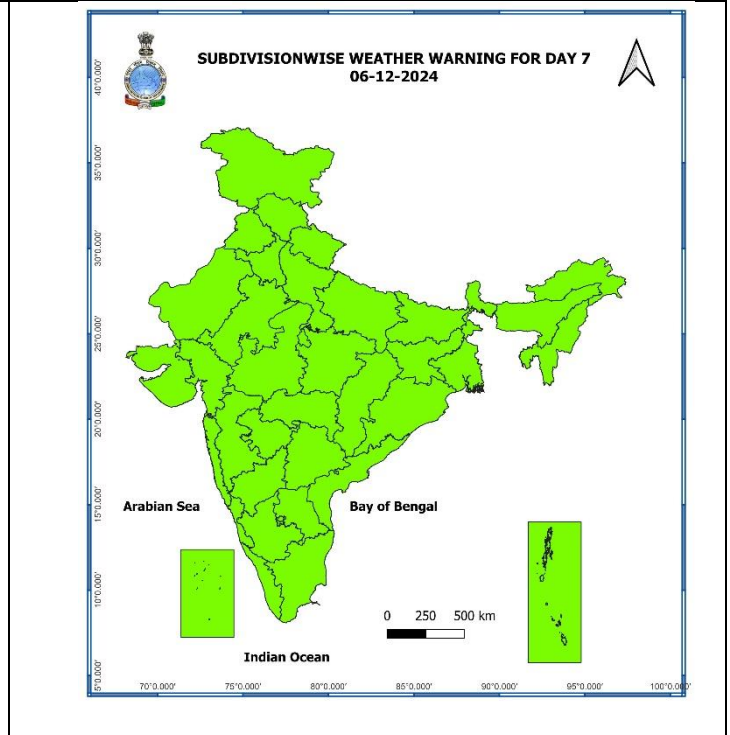 SUBDIVISIONWISE WEATHER WARNING FOR DAY 7
06-12-2024
40°0.000'
35°0.000'
30°0.000'
25°0.000'
20°0.000'
15°0.000'
10°0.000'
5°0.000'
Arabian Sea
Bay of Bengal
0 250 500 km
Indian Ocean
70°0.000' 75°0.000' 80°0.000' 85°0.000' 90°0.000' 95°0.000' 100°0.000'